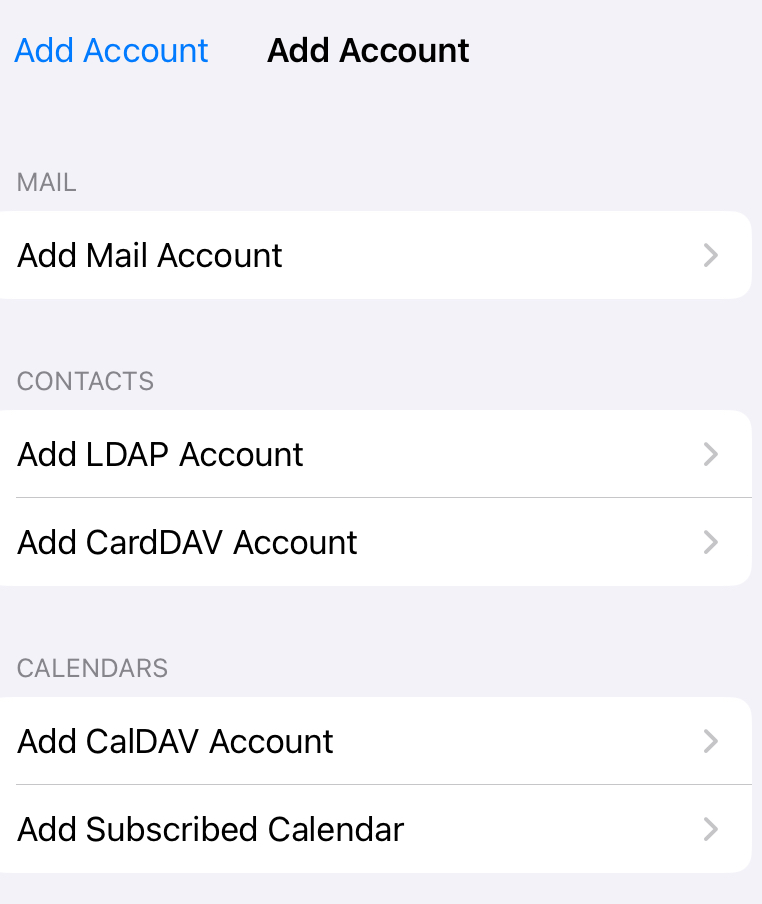 Add Account Add Account
MAIL
Add Mail Account
CONTACTS
Add LDAP Account
Add CardDAV Account
CALENDARS
Add CalDAV Account
Add Subscribed Calendar